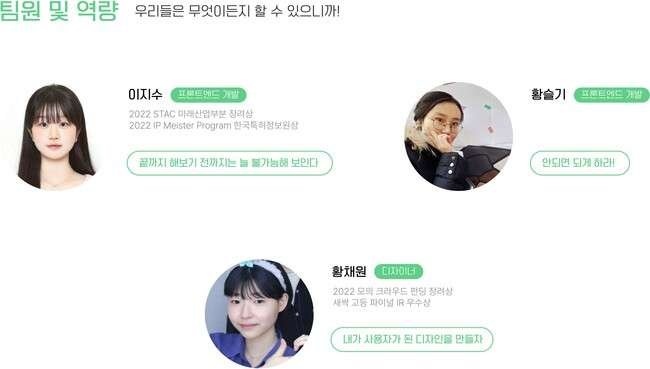 팀원 및 역량
우리들은 무엇이든지 할 수 있으니까!
이지수
프론트엔드 개발
2022 STAC 미래산업부분 장려상
2022 IP Meister Program 한국특허정보원상
끝까지 해보기 전까지는 늘 불가능해 보인다
황슬기
프론트엔드 개발
안되면 되게 하라!
황채원
디자이너
2022 모의 크라우드 펀딩 장려상
새싹 고등 파이널 IR 우수상
내가 사용자가 된 디자인을 만들자